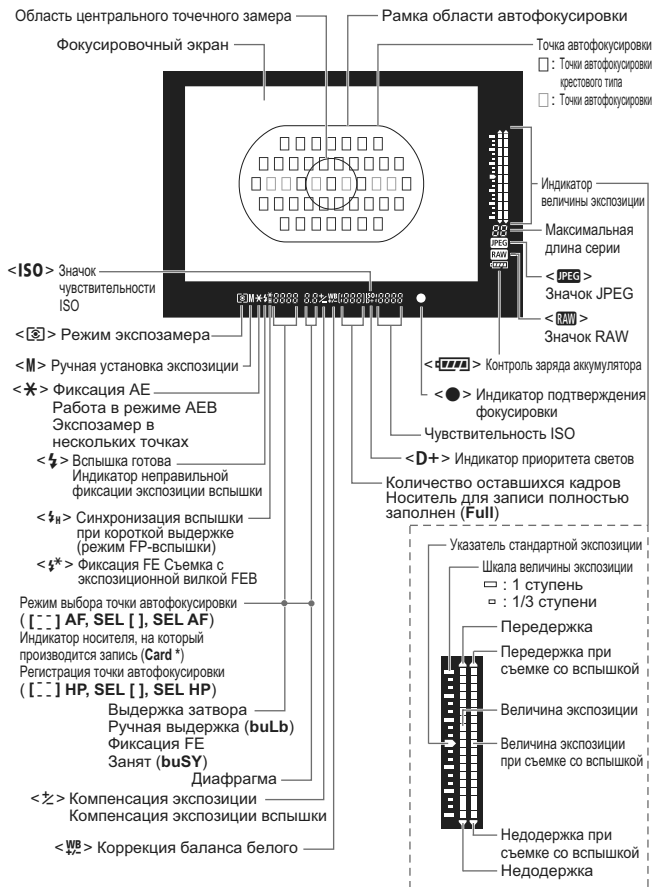 Область центрального точечного замера
Рамка области автофокусировки
Фокусировочный экран
Точка автофокусировки
: Точки автофокусировки
крестового типа
: Точки автофокусировки
Индикатор
величины экспозиции
Максимальная
длина серии
JPEG
RAW
<JPEG>
Значок JPEG
<RAW>
Значок RAW
<ISO> Значок
чувствительности
ISO
<> Режим экспозамера
<M> Ручная установка экспозиции
<✱> Фиксация AE
Работа в режиме AEB
Экспозамер в
нескольких точках
<⚡> Вспышка готова
Индикатор неправильной
фиксации экспозиции вспышки
<⚡H> Синхронизация вспышки
при короткой выдержке
(режим FP-вспышки)
<⚡*> Фиксация FE Съемка с
экспозиционной вилкой FEB
<> Контроль заряда аккумулятора
<●> Индикатор подтверждения
фокусировки
Чувствительность ISO
<D+> Индикатор приоритета светов
Количество оставшихся кадров
Носитель для записи полностью
заполнен (Full)
Режим выбора точки автофокусировки
([ ] AF, SEL [ ], SEL AF)
Индикатор носителя, на который
производится запись (Card *)
Регистрация точки автофокусировки
([ ] HP, SEL [ ], SEL HP)
Выдержка затвора
Ручная выдержка (buLb)
Фиксация FE
Занят (buSY)
Диафрагма
<+/-> Компенсация экспозиции
Компенсация экспозиции вспышки
<WB +/-> Коррекция баланса белого
Указатель стандартной экспозиции
Шкала величины экспозиции
: 1 ступень
: 1/3 ступени
Передержка
Передержка при
съемке со вспышкой
Величина экспозиции
Величина экспозиции
при съемке со вспышкой
Недодержка при
съемке со вспышкой
Недодержка